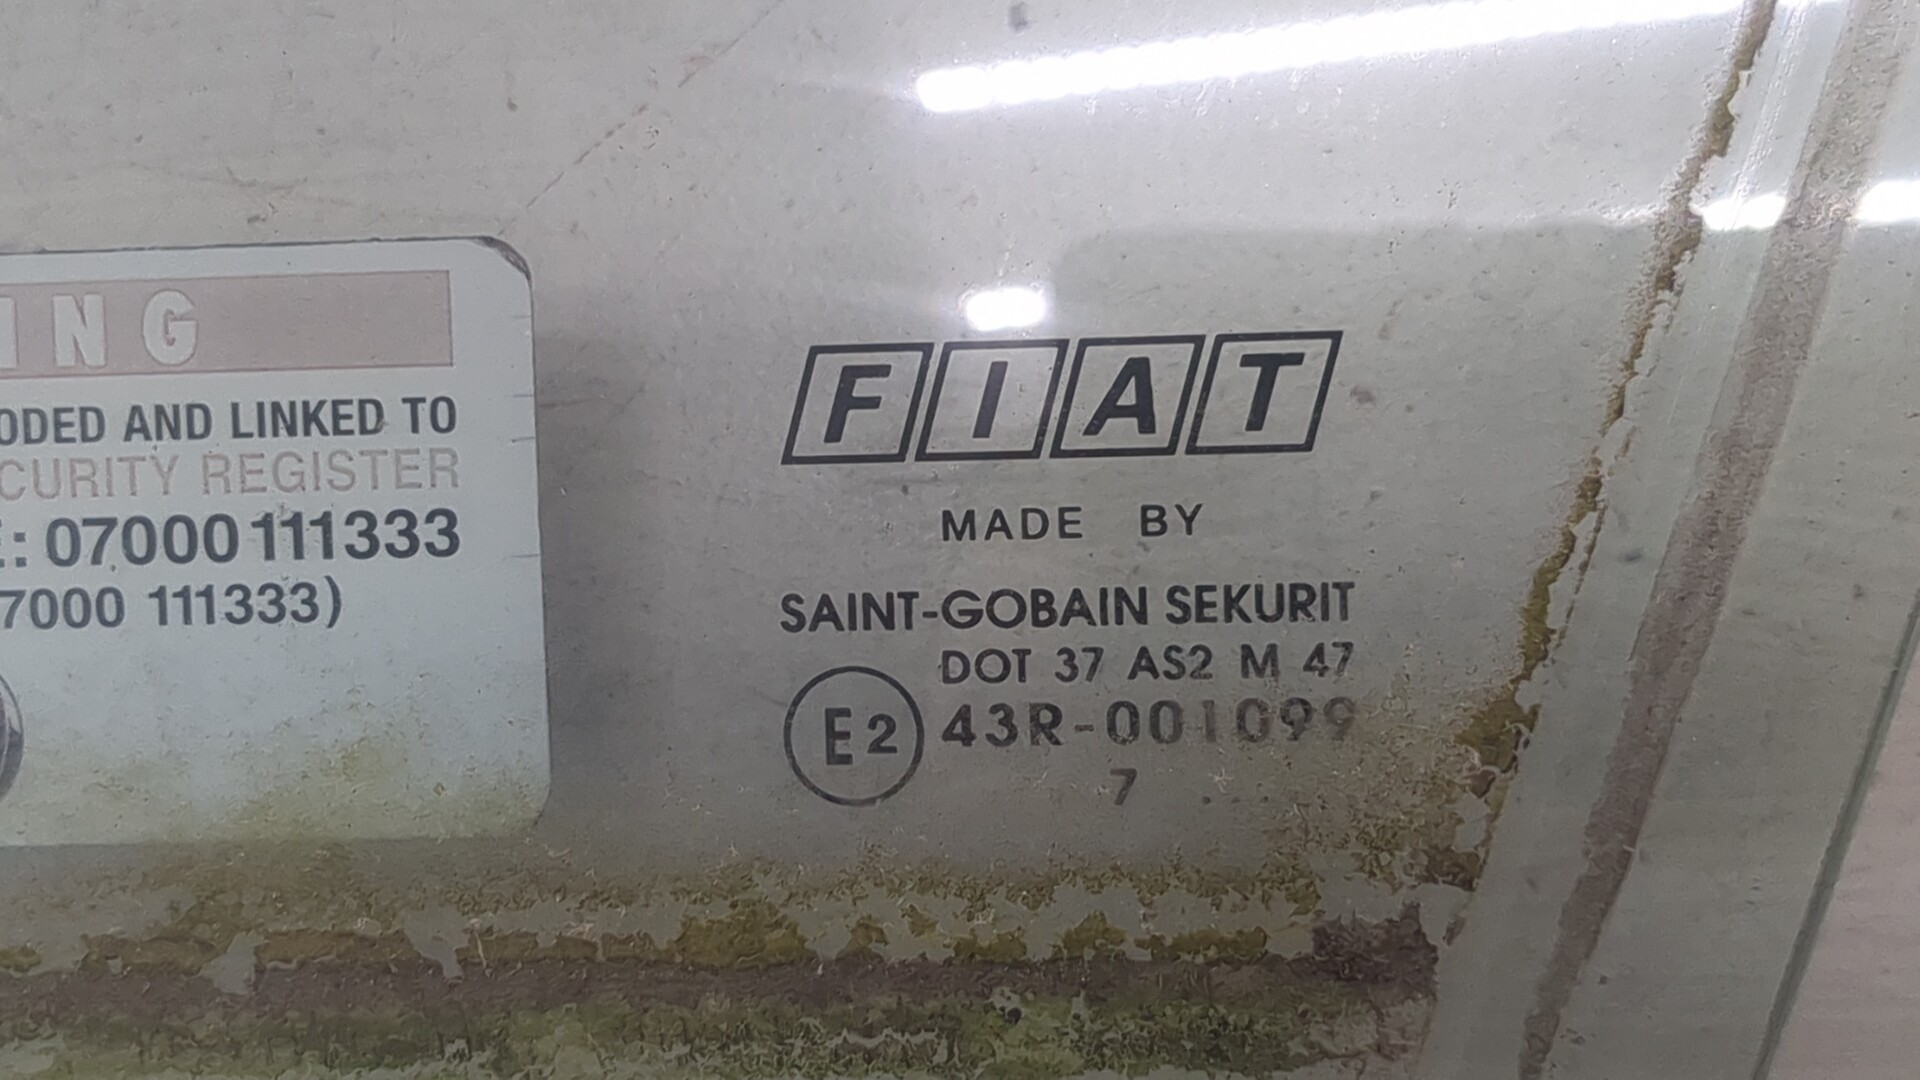 ING
ODED AND LINKED TO
CURITY REGISTER
E: 07000 111333
7000 111333)
FIAT
MADE BY
SAINT-GOBAIN SEKURIT
DOT 37 AS2 M 47
E2 43R-001099
7 . ...